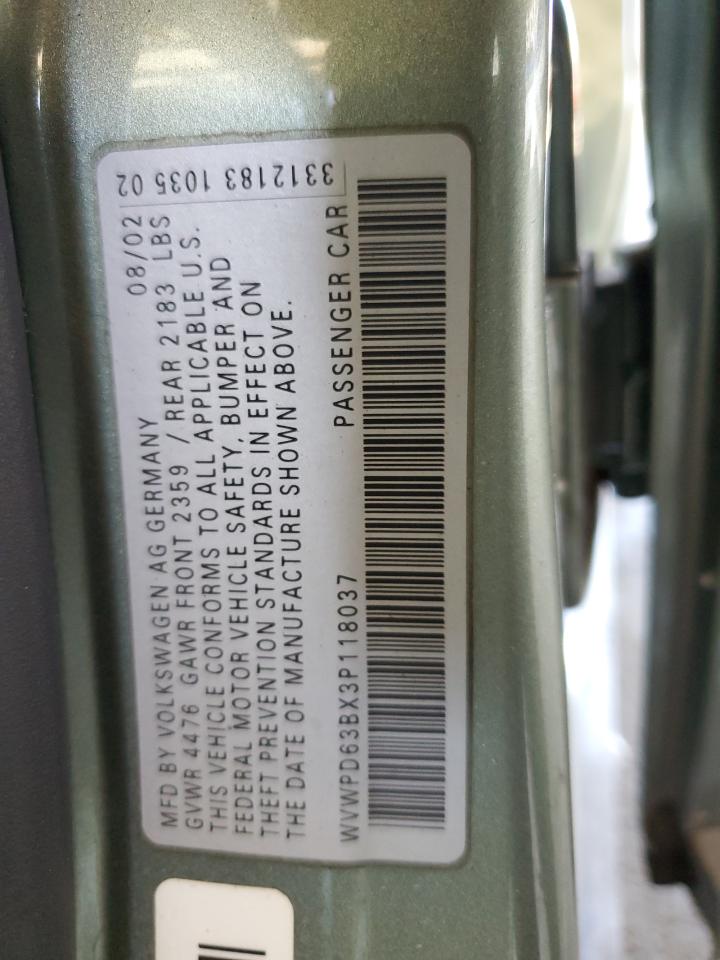 3312183 1035 02
MFD BY VOLKSWAGEN AG GERMANY 08/02
GVWR 4476 GAWR FRONT 2359 / REAR 2183 LBS
THIS VEHICLE CONFORMS TO ALL APPLICABLE U.S.
FEDERAL MOTOR VEHICLE SAFETY, BUMPER AND
THEFT PREVENTION STANDARDS IN EFFECT ON
THE DATE OF MANUFACTURE SHOWN ABOVE.
WVWPD63BX3P118037 PASSENGER CAR